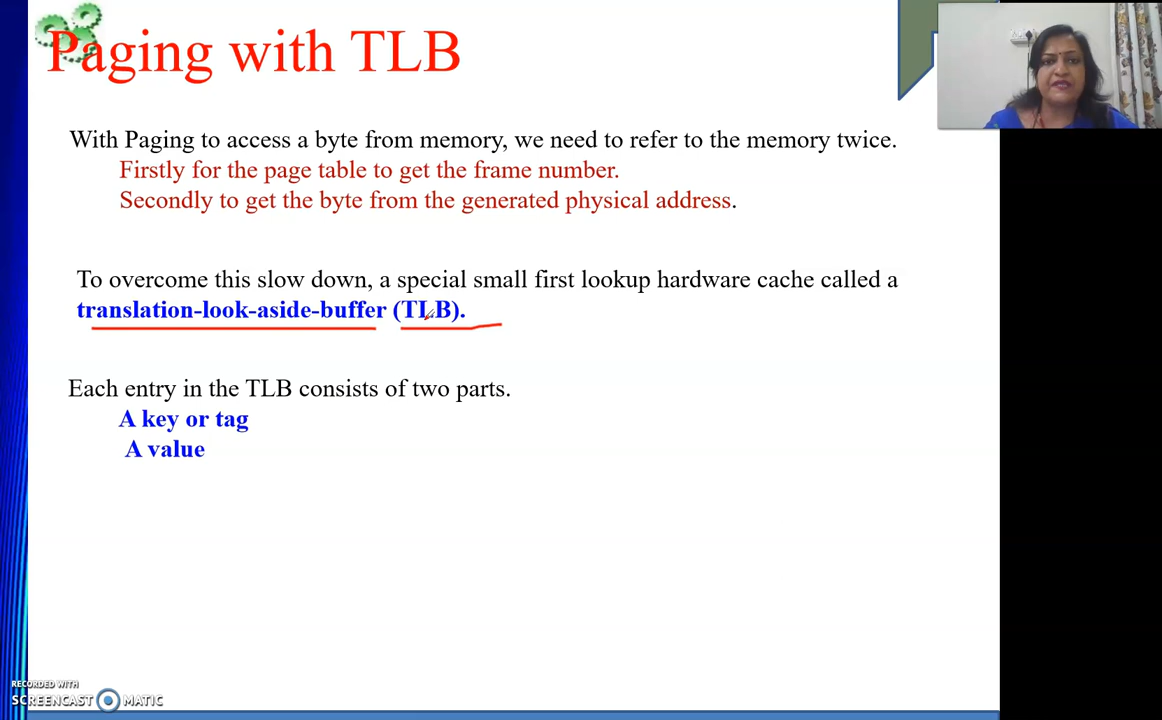 Paging with TLB
With Paging to access a byte from memory, we need to refer to the memory twice.
Firstly for the page table to get the frame number.
Secondly to get the byte from the generated physical address.
To overcome this slow down, a special small first lookup hardware cache called a
translation-look-aside-buffer (TLB).
Each entry in the TLB consists of two parts.
A key or tag
A value
RECORDED WITH
SCREENCAST MATIC